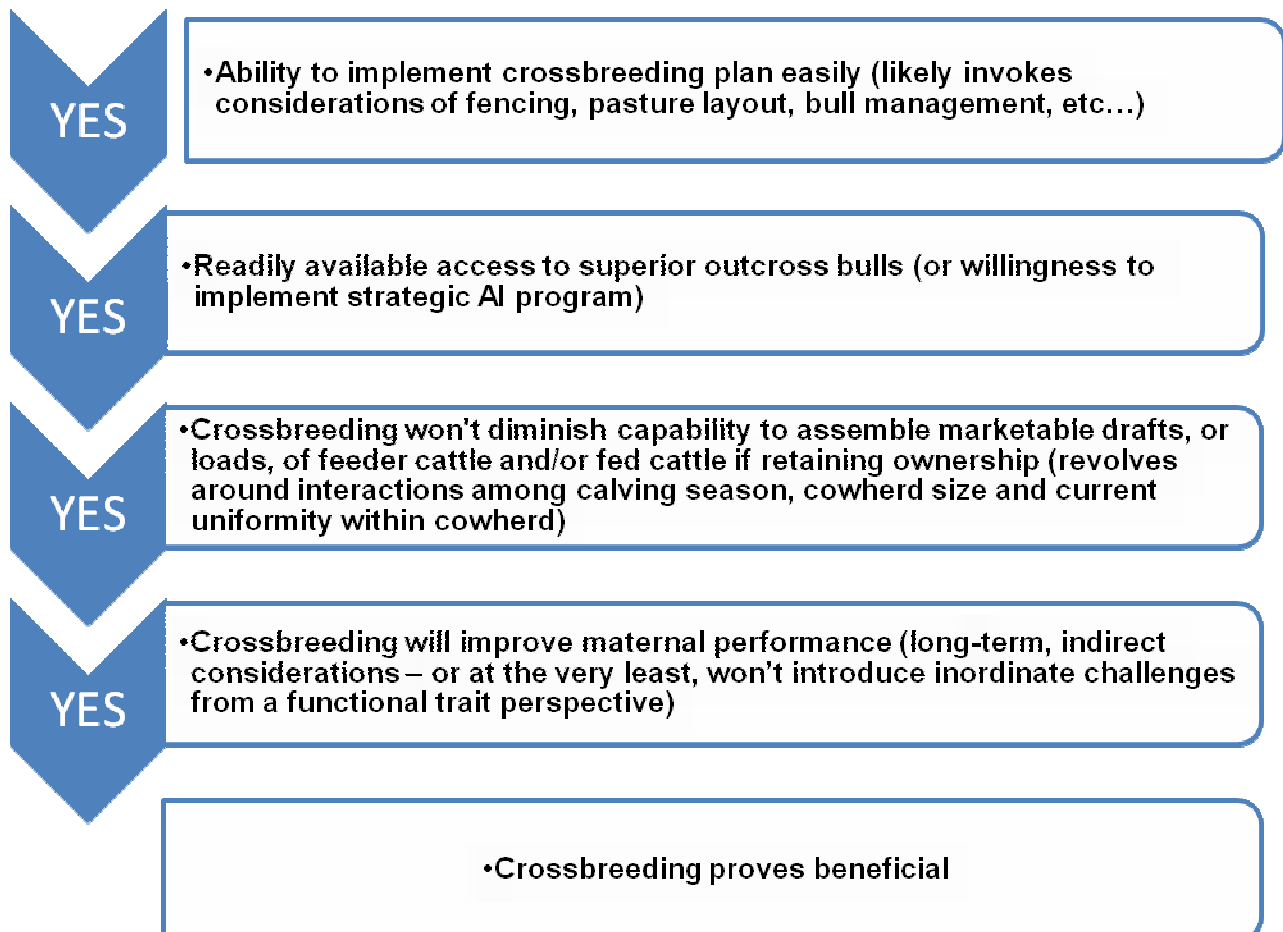 YES
•Ability to implement crossbreeding plan easily (likely invokes
considerations of fencing, pasture layout, bull management, etc…)
YES
•Readily available access to superior outcross bulls (or willingness to
implement strategic AI program)
YES
•Crossbreeding won’t diminish capability to assemble marketable drafts, or
loads, of feeder cattle and/or fed cattle if retaining ownership (revolves
around interactions among calving season, cowherd size and current
uniformity within cowherd)
YES
•Crossbreeding will improve maternal performance (long-term, indirect
considerations – or at the very least, won’t introduce inordinate challenges
from a functional trait perspective)
•Crossbreeding proves beneficial